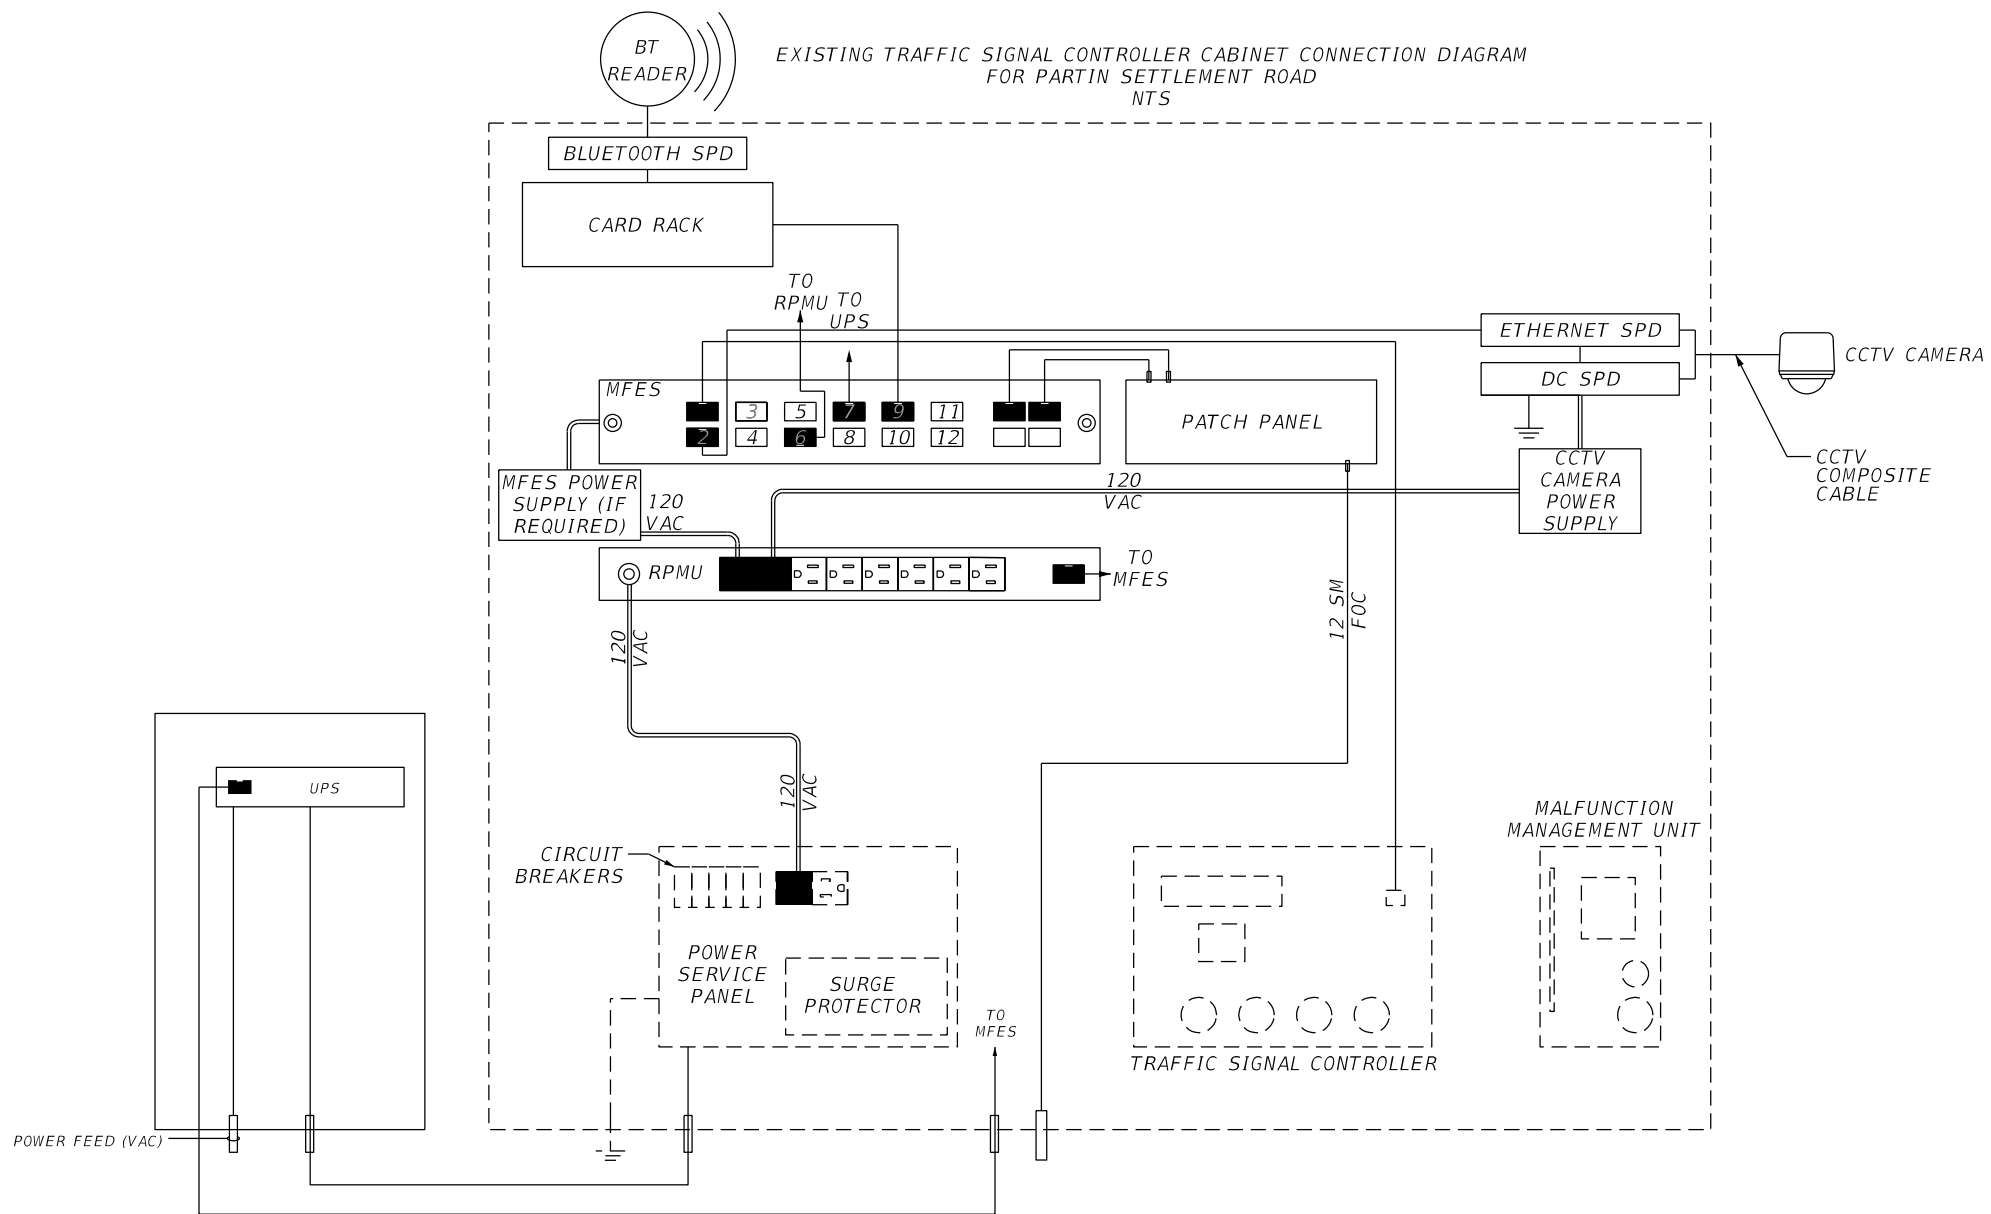 BT
READER
EXISTING TRAFFIC SIGNAL CONTROLLER CABINET CONNECTION DIAGRAM
FOR PARTIN SETTLEMENT ROAD
NTS
BLUETOOTH SPD
CARD RACK
TO
RPMU
TO
UPS
ETHERNET SPD
DC SPD
CCTV CAMERA
MFES
3
5
7
9
11
2
4
6
8
10
12
PATCH PANEL
CCTV
CAMERA
POWER
SUPPLY
CCTV
COMPOSITE
CABLE
MFES POWER
SUPPLY (IF
REQUIRED)
120
VAC
120
VAC
RPMU
TO
MFES
120
VAC
12 SM
FOC
120
VAC
UPS
CIRCUIT
BREAKERS
MALFUNCTION
MANAGEMENT UNIT
POWER
SERVICE
PANEL
SURGE
PROTECTOR
TO
MFES
TRAFFIC SIGNAL CONTROLLER
POWER FEED (VAC)